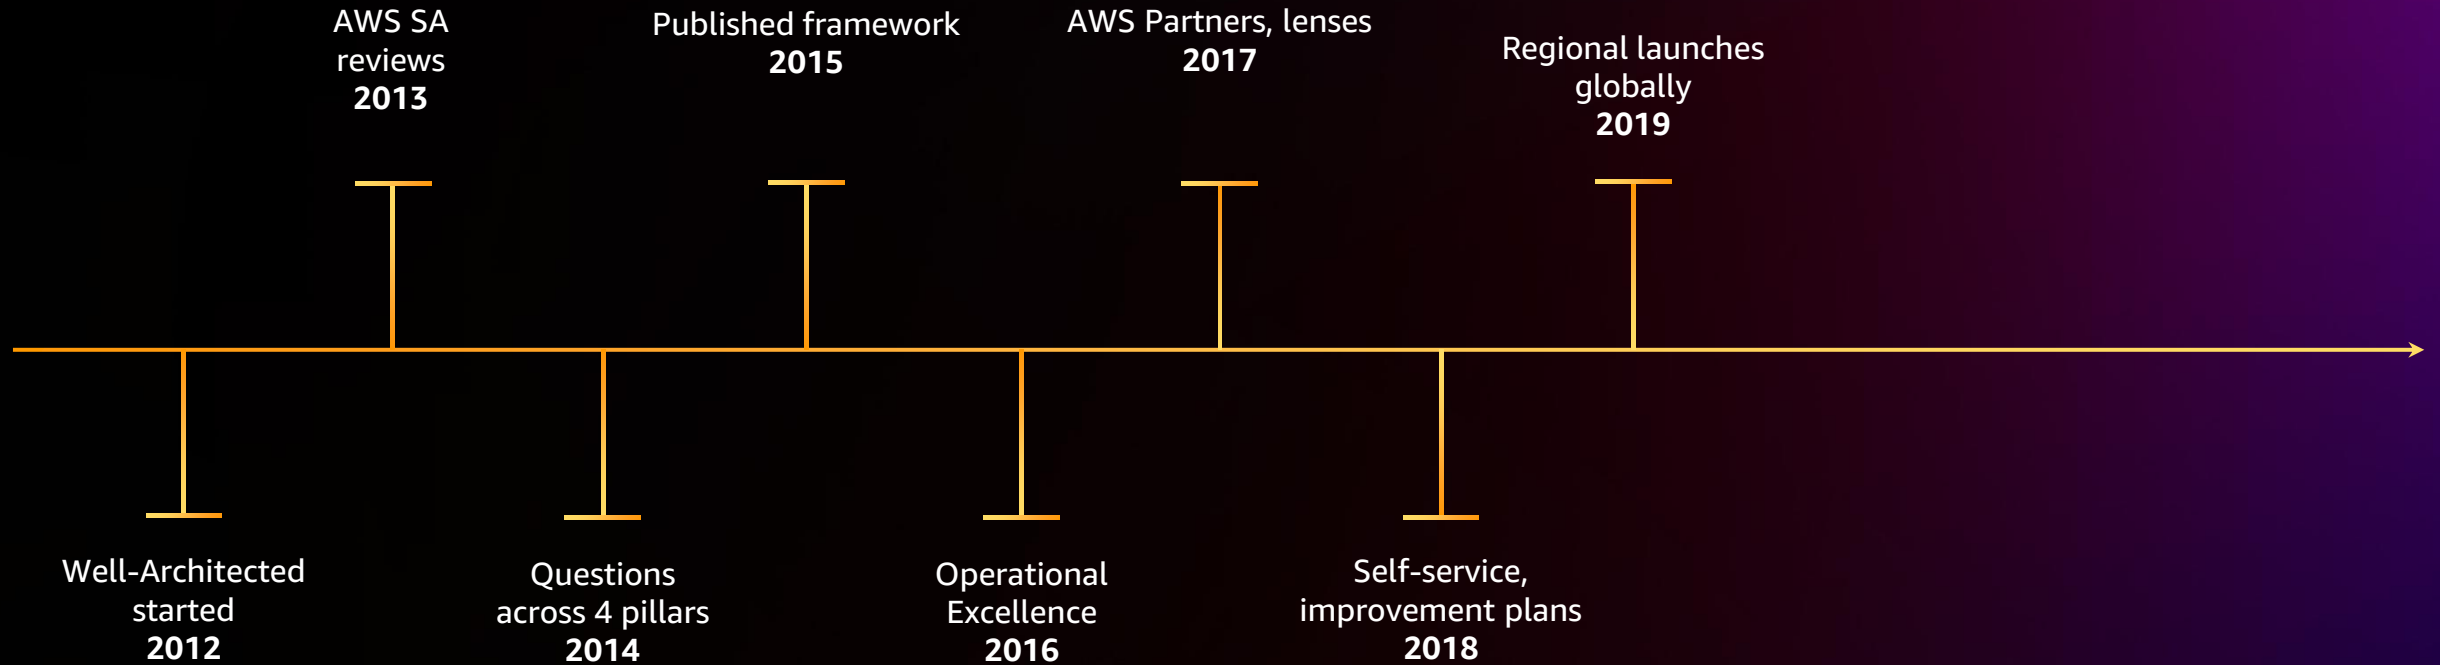 AWS SA
reviews
2013
Published framework
2015
AWS Partners, lenses
2017
Regional launches
globally
2019
Well-Architected
started
2012
Questions
across 4 pillars
2014
Operational
Excellence
2016
Self-service,
improvement plans
2018